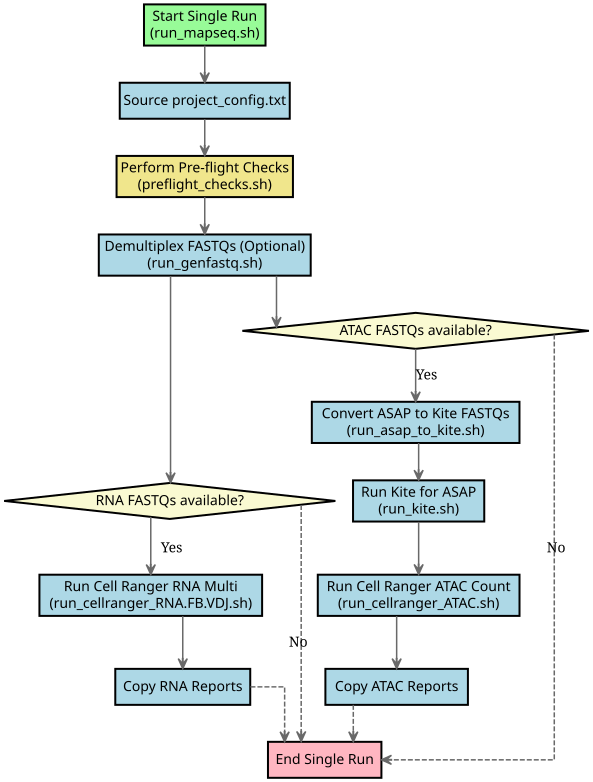 Start Single Run
(run_mapseq.sh)
Source project_config.txt
Perform Pre-flight Checks
(preflight_checks.sh)
Demultiplex FASTQs (Optional)
(run_genfastq.sh)
ATAC FASTQs available?
Yes
Convert ASAP to Kite FASTQs
(run_asap_to_kite.sh)
Run Kite for ASAP
(run_kite.sh)
RNA FASTQs available?
Yes
No
Run Cell Ranger RNA Multi
(run_cellranger_RNA.FB.VDJ.sh)
Run Cell Ranger ATAC Count
(run_cellranger_ATAC.sh)
No
Copy RNA Reports
Copy ATAC Reports
End Single Run